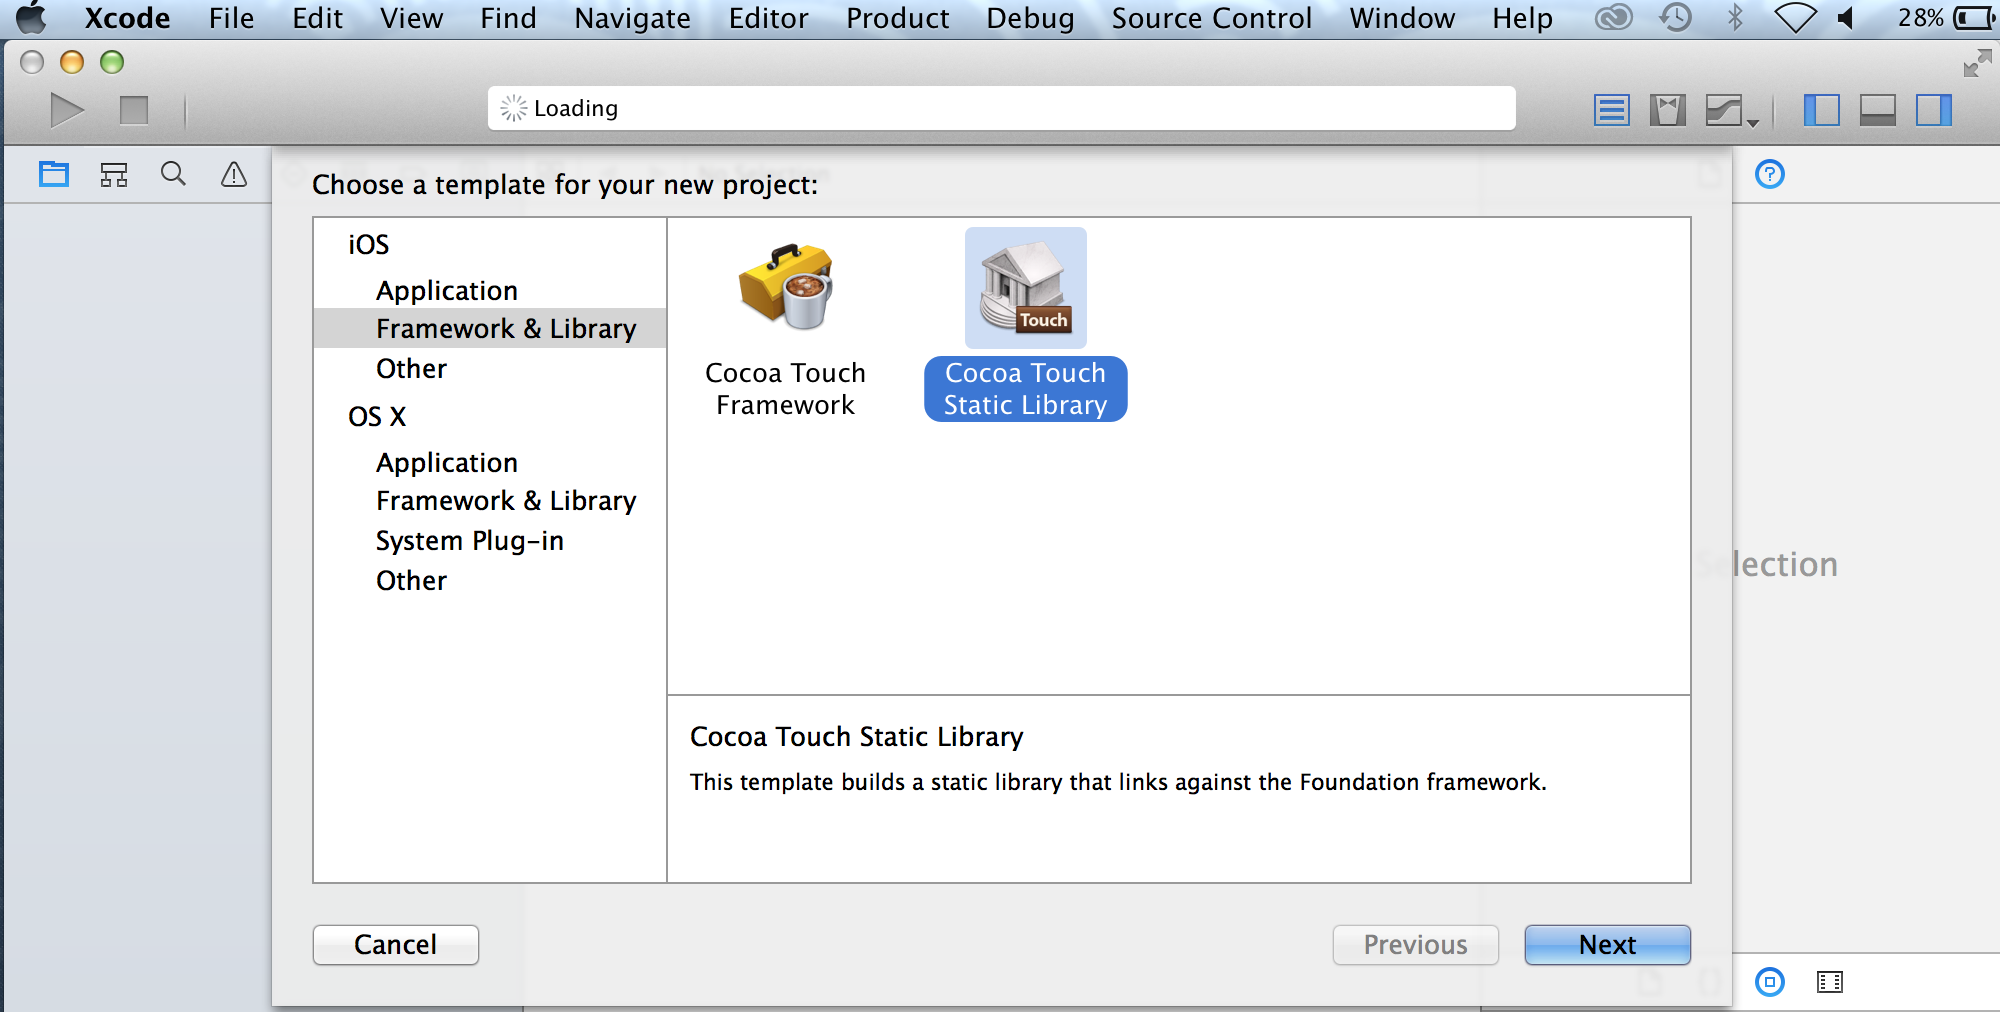 Xcode File Edit View Find Navigate Editor Product Debug Source Control Window Help 28%
Loading
Choose a template for your new project:
iOS
Application
Framework & Library
Other
OS X
Application
Framework & Library
System Plug-in
Other
Cocoa Touch
Framework
Touch
Cocoa Touch
Static Library
Selection
Cocoa Touch Static Library
This template builds a static library that links against the Foundation framework.
Cancel
Previous
Next